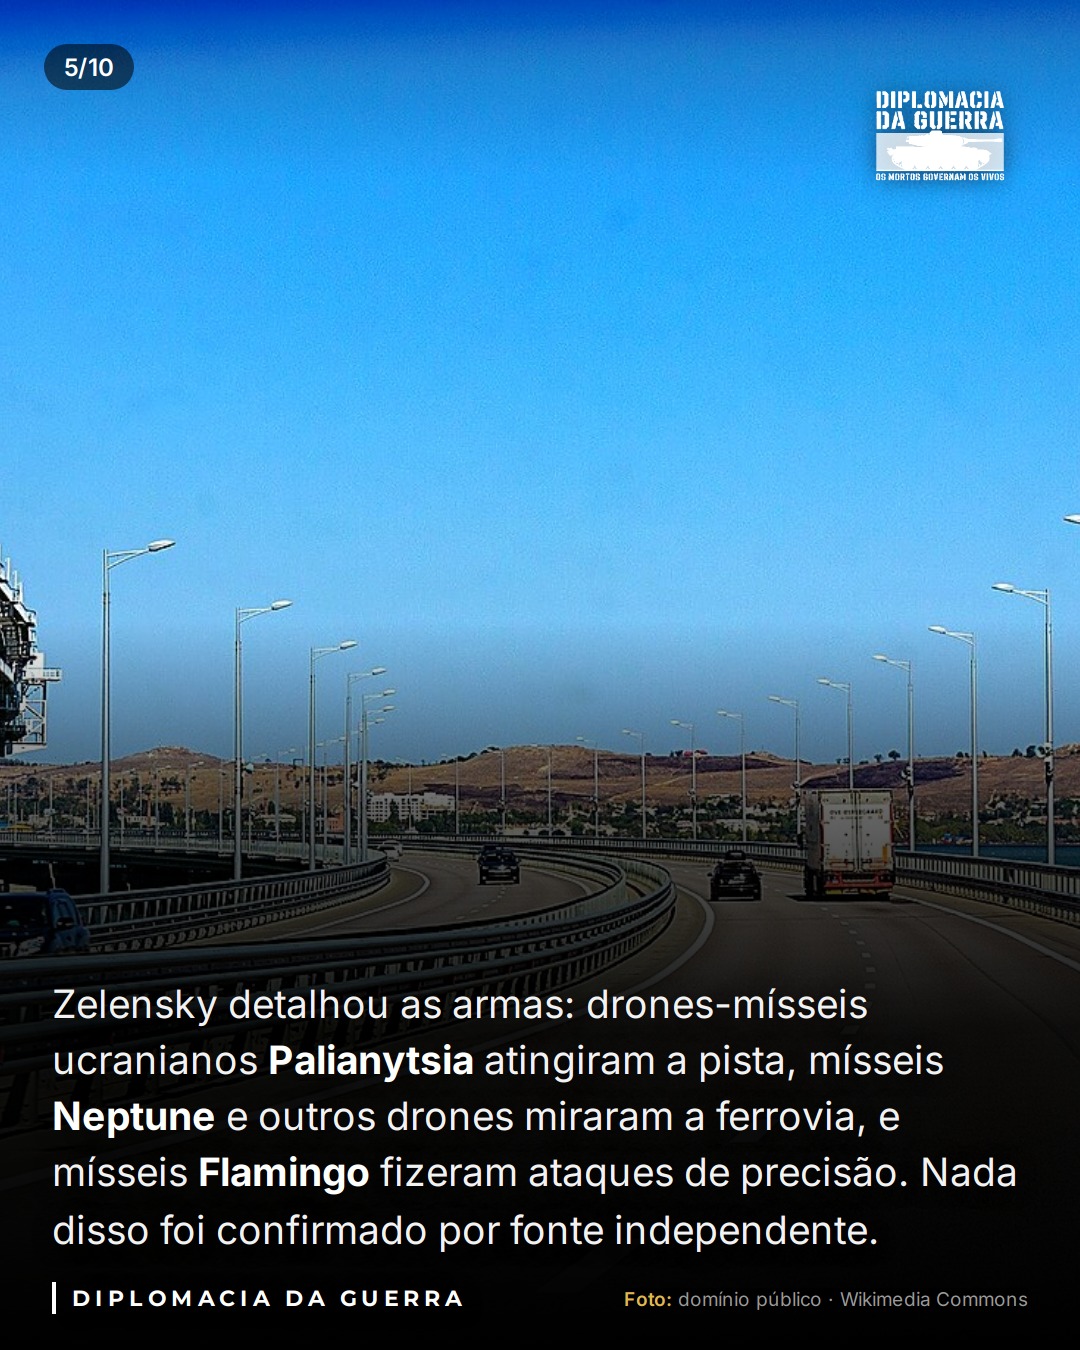 5/10
DIPLOMACIA
DA GUERRA
OS MORTOS GOVERNAM OS VIVOS
Zelensky detalhou as armas: drones-mísseis
ucranianos Palianytsia atingiram a pista, mísseis
Neptune e outros drones miraram a ferrovia, e
mísseis Flamingo fizeram ataques de precisão. Nada
disso foi confirmado por fonte independente.
DIPLOMACIA DA GUERRA
Foto: domínio público · Wikimedia Commons